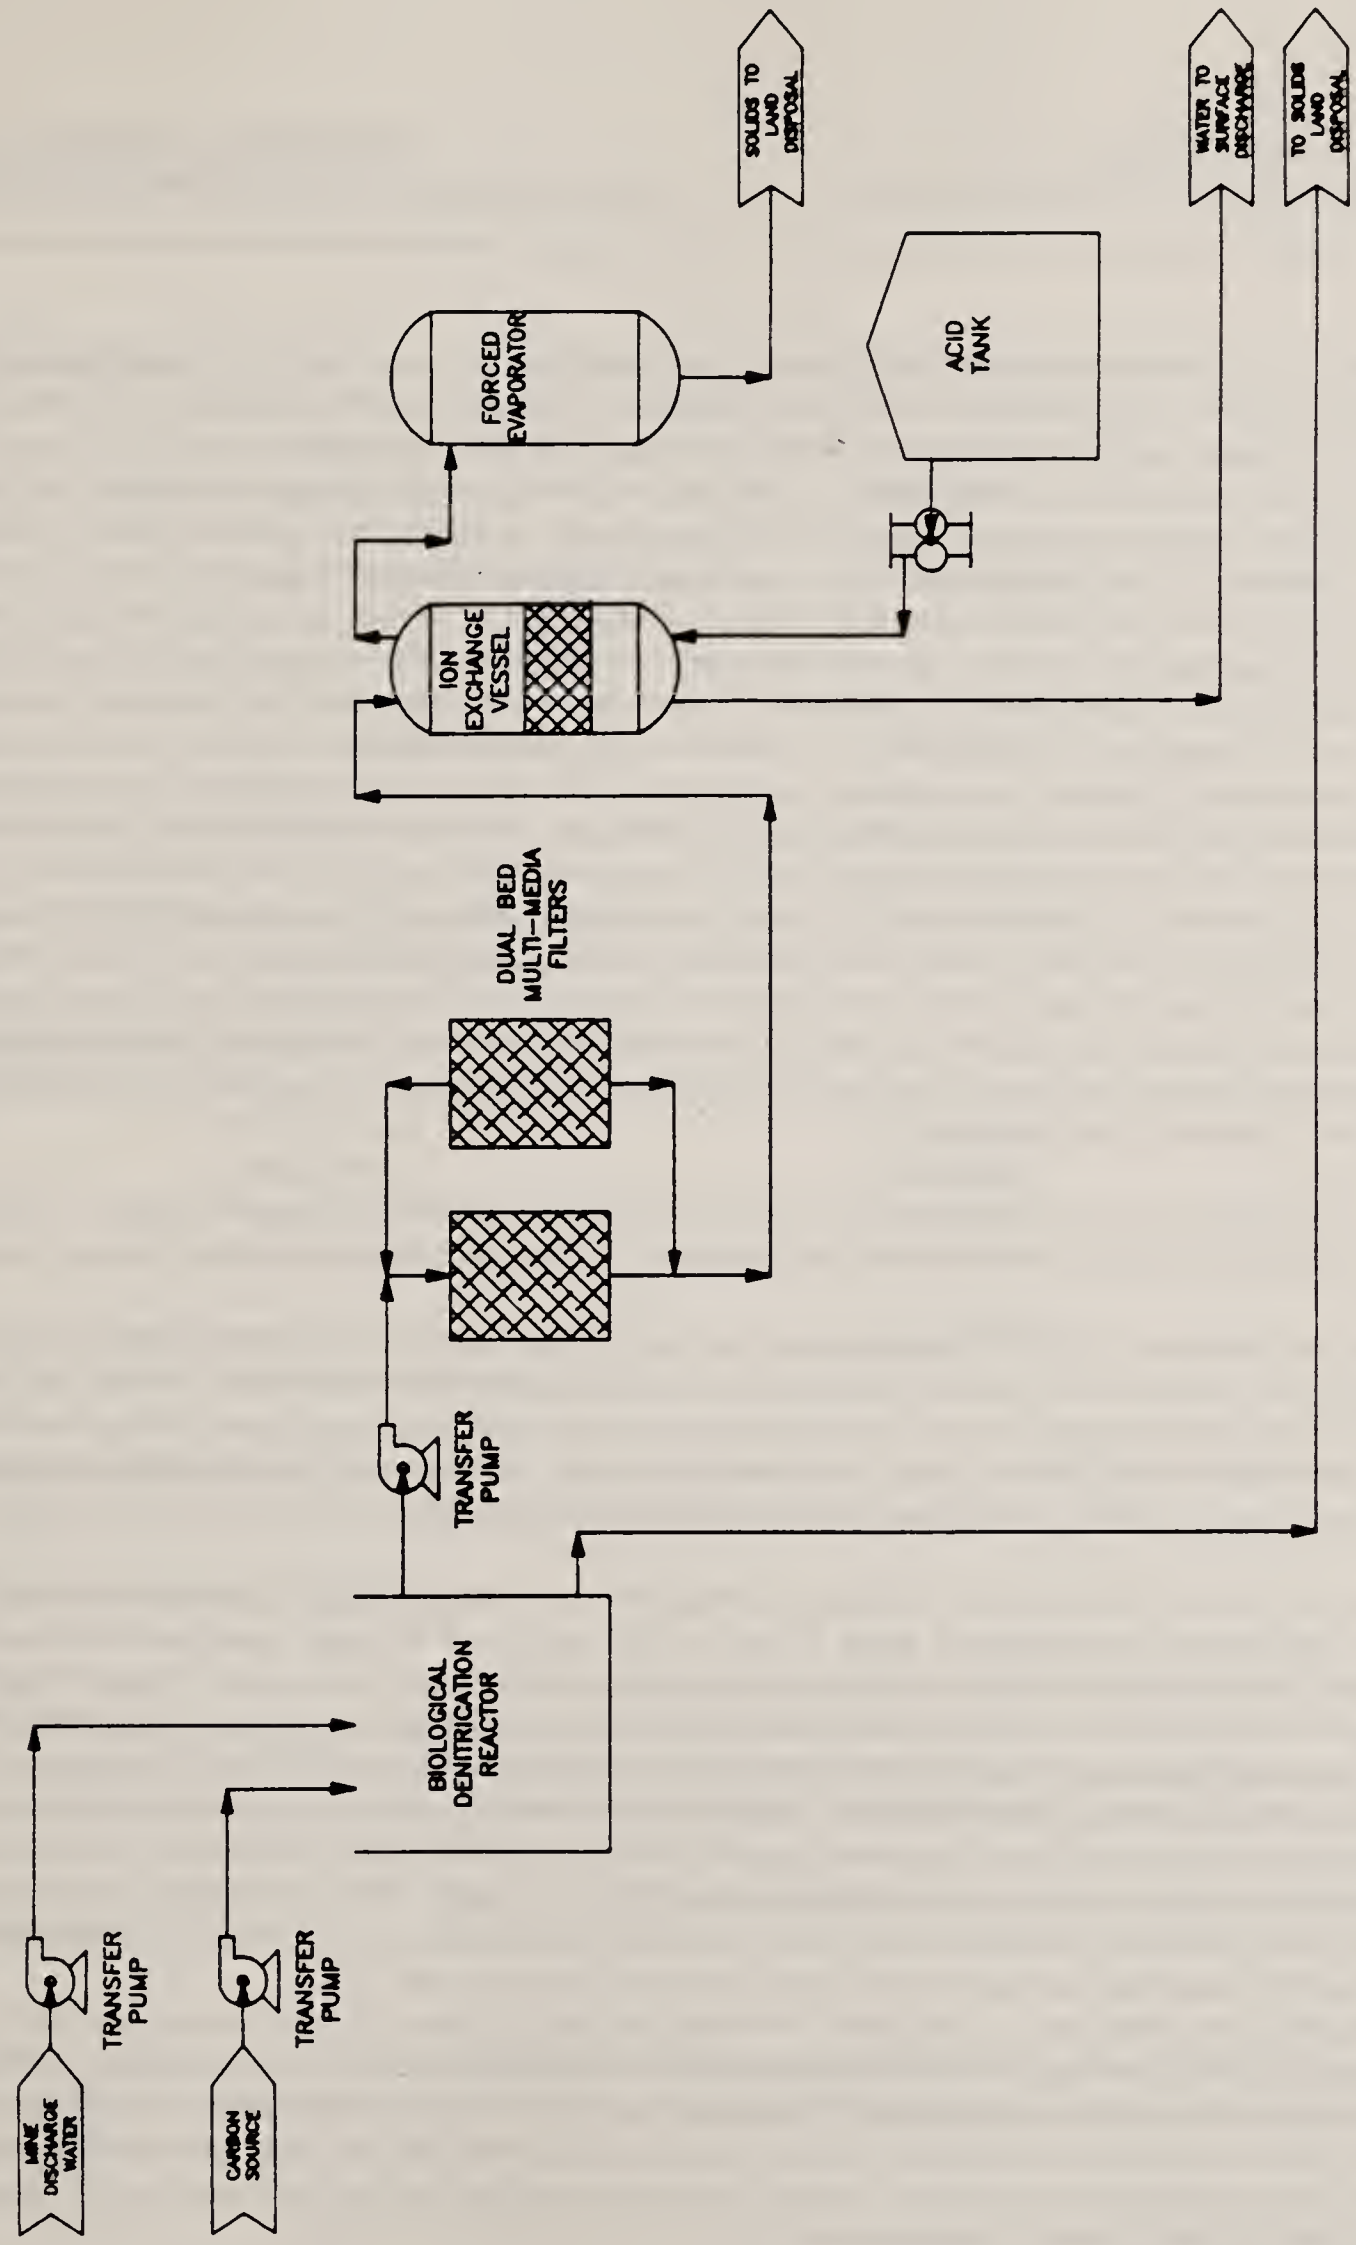 MINE
DISCHARGE
WATER
TRANSFER
PUMP
CARBON
SOURCE
TRANSFER
PUMP
BIOLOGICAL
DENITRICATION
REACTOR
TRANSFER
PUMP
DUAL BED
MULTI-MEDIA
FILTERS
ION
EXCHANGE
VESSEL
FORCED
EVAPORATOR
ACID
TANK
SOLIDS TO
LAND
DISPOSAL
WATER TO
SURFACE
DISCHARGE
TO SOLIDS
LAND
DISPOSAL